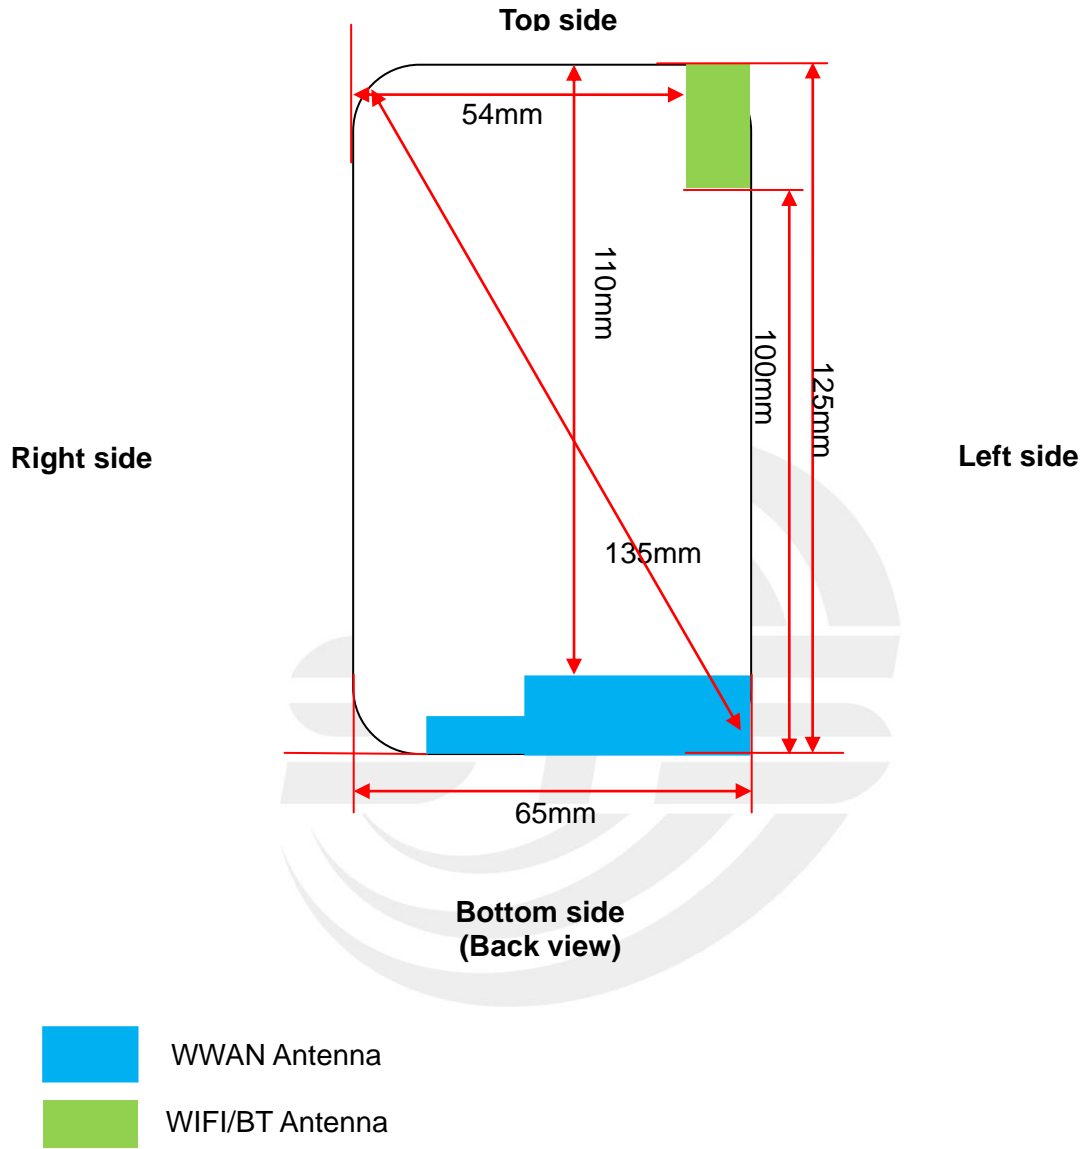 Top side
54mm
110mm
100mm
125mm
Right side
Left side
135mm
65mm
Bottom side
(Back view)
WWAN Antenna
WIFI/BT Antenna